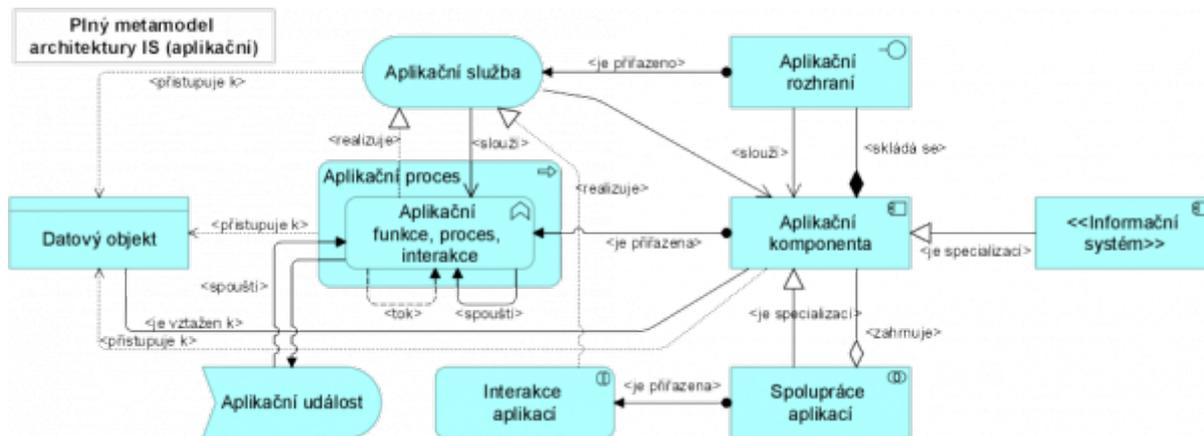 Plný metamodel
architektury IS (aplikační)
Aplikační služba
<je přiřazeno>
Aplikační
rozhraní
<přistupuje k>
<realizuje>
<slouží>
<slouží>
<skládá se>
Aplikační proces
<realizuje>
Datový objekt
<přistupuje k>
Aplikační
funkce, proces,
interakce
<je přiřazena>
Aplikační
komponenta
<<Informační
systém>>
<je specializací>
<spouští>
<tok>
<spouští>
<je vztažen k>
<je specializací>
<zahrnuje>
<přistupuje k>
Aplikační událost
Interakce
aplikací
<je přiřazena>
Spolupráce
aplikací